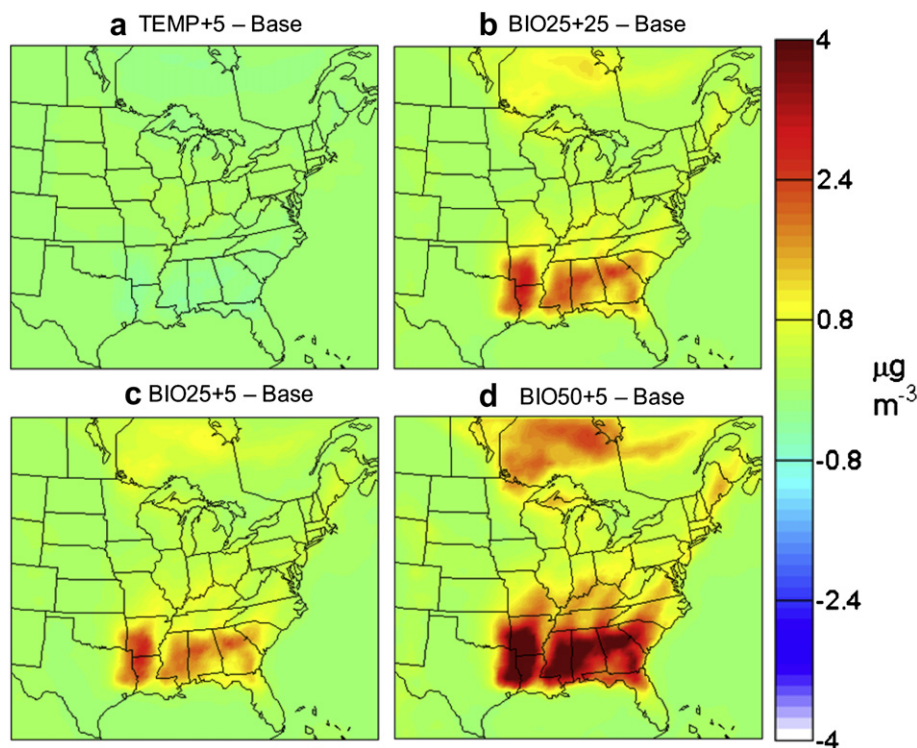 a TEMP+5 – Base
b BIO25+25 – Base
c BIO25+5 – Base
d BIO50+5 – Base
4
2.4
0.8
-0.8
-2.4
-4
μg
m-3